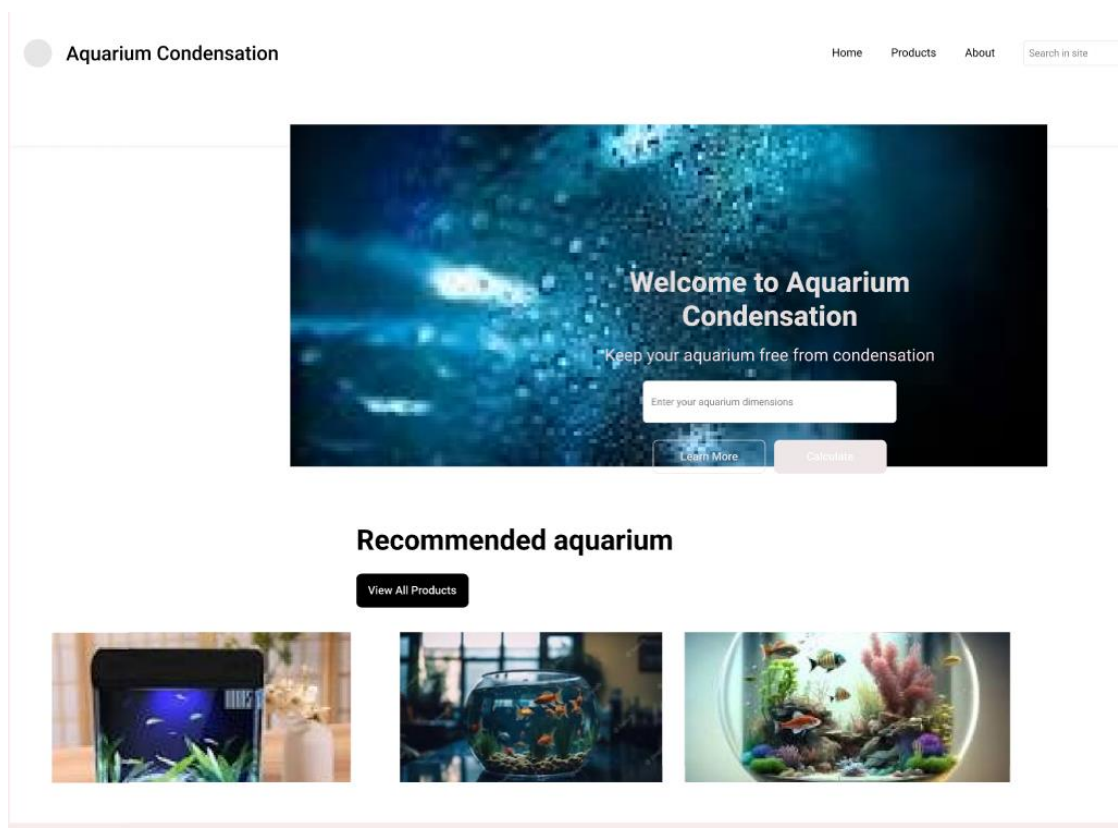 Aquarium Condensation
Home Products About Search in site
Welcome to Aquarium
Condensation
Keep your aquarium free from condensation
Enter your aquarium dimensions
Learn More Calculate
Recommended aquarium
View All Products